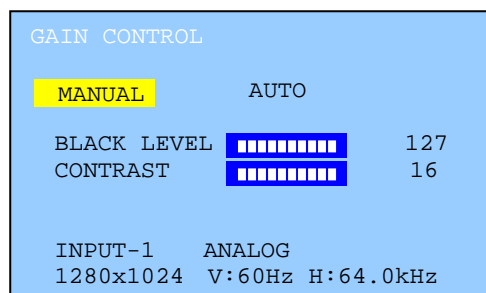 GAIN CONTROL
MANUAL AUTO
BLACK LEVEL 127
CONTRAST 16
INPUT-1 ANALOG
1280x1024 V:60Hz H:64.0kHz